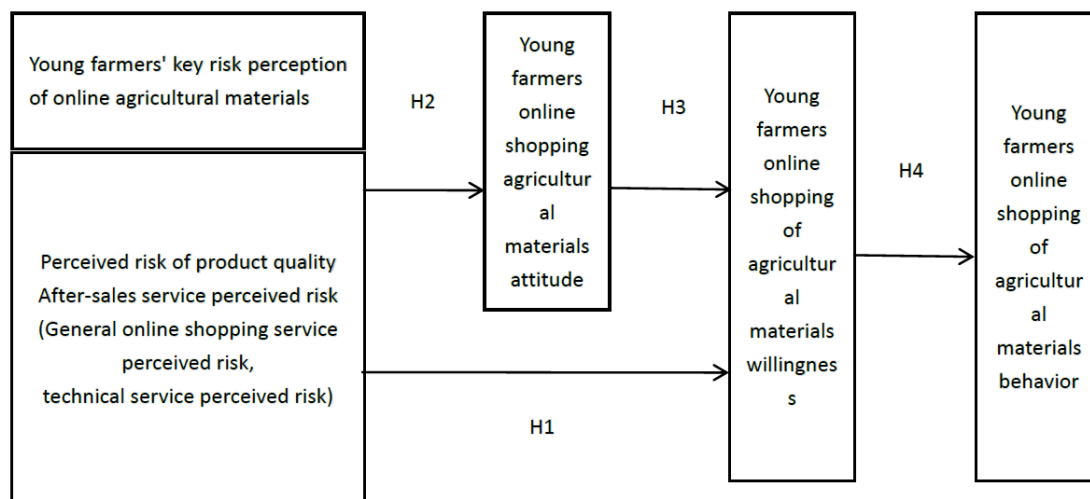 Young farmers' key risk perception
of online agricultural materials
Perceived risk of product quality
After-sales service perceived risk
(General online shopping service
perceived risk,
technical service perceived risk)
H2
Young
farmers
online
shopping
agricultur
al
materials
attitude
H3
H1
Young
farmers
online
shopping
of
agricultur
al
materials
willingnes
s
H4
Young
farmers
online
shopping
of
agricultur
al
materials
behavior